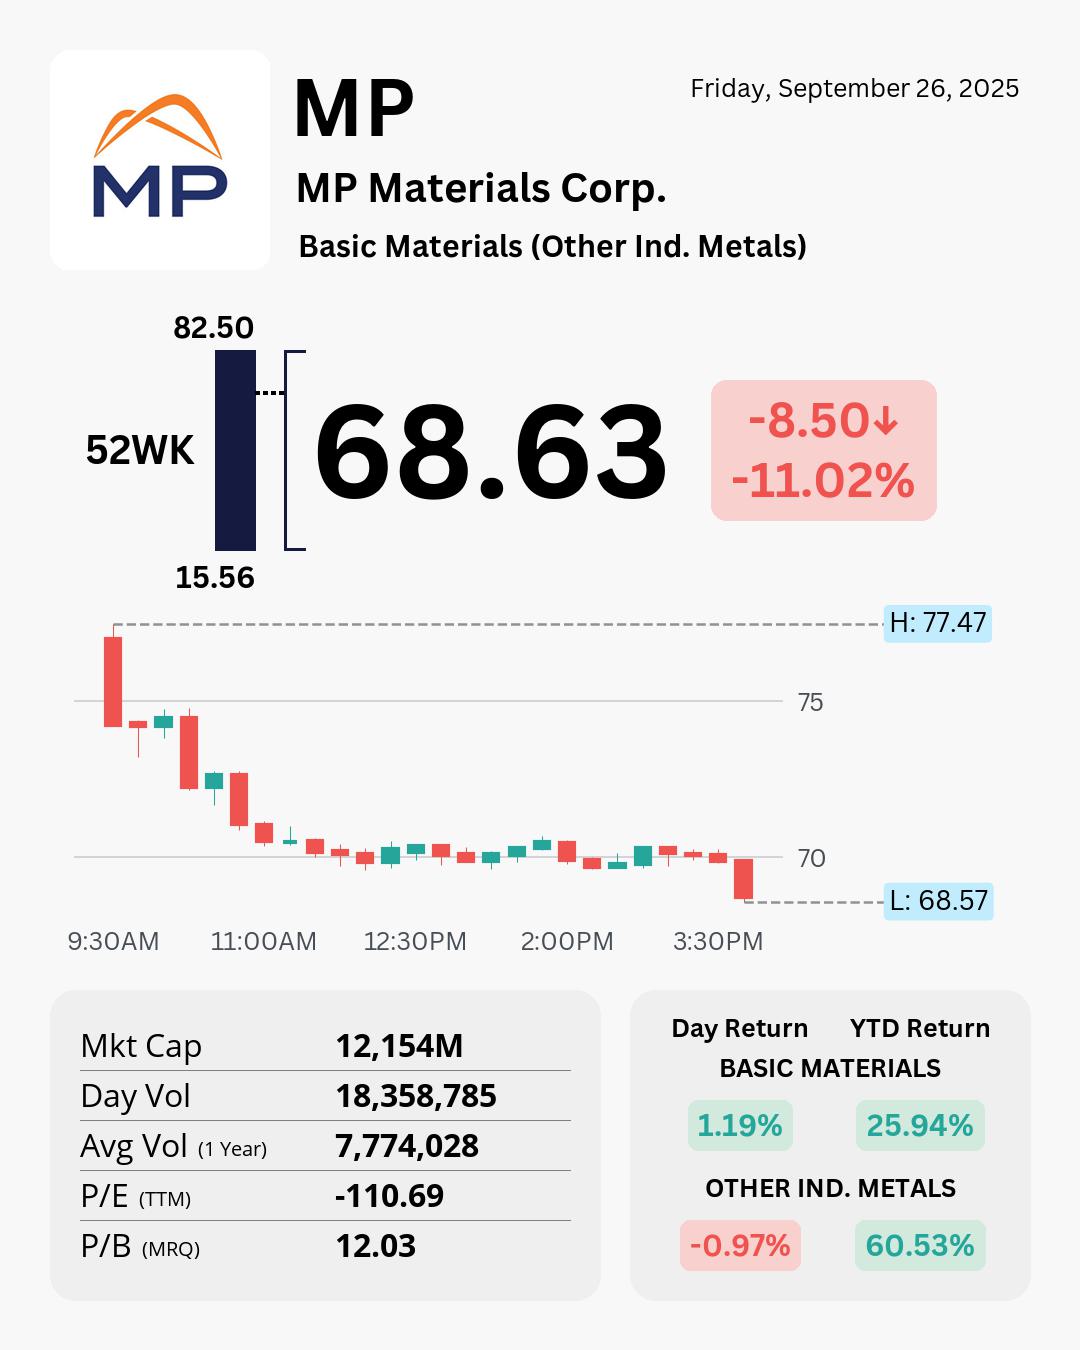 MP
MP
Friday, September 26, 2025
MP Materials Corp.
Basic Materials (Other Ind. Metals)
82.50
52WK
68.63
-8.50↓
-11.02%
15.56
H: 77.47
75
70
L: 68.57
9:30AM 11:00AM 12:30PM 2:00PM 3:30PM
Mkt Cap 12,154M
Day Vol 18,358,785
Avg Vol (1 Year) 7,774,028
P/E (TTM) -110.69
P/B (MRQ) 12.03
Day Return YTD Return
BASIC MATERIALS
1.19% 25.94%
OTHER IND. METALS
-0.97% 60.53%